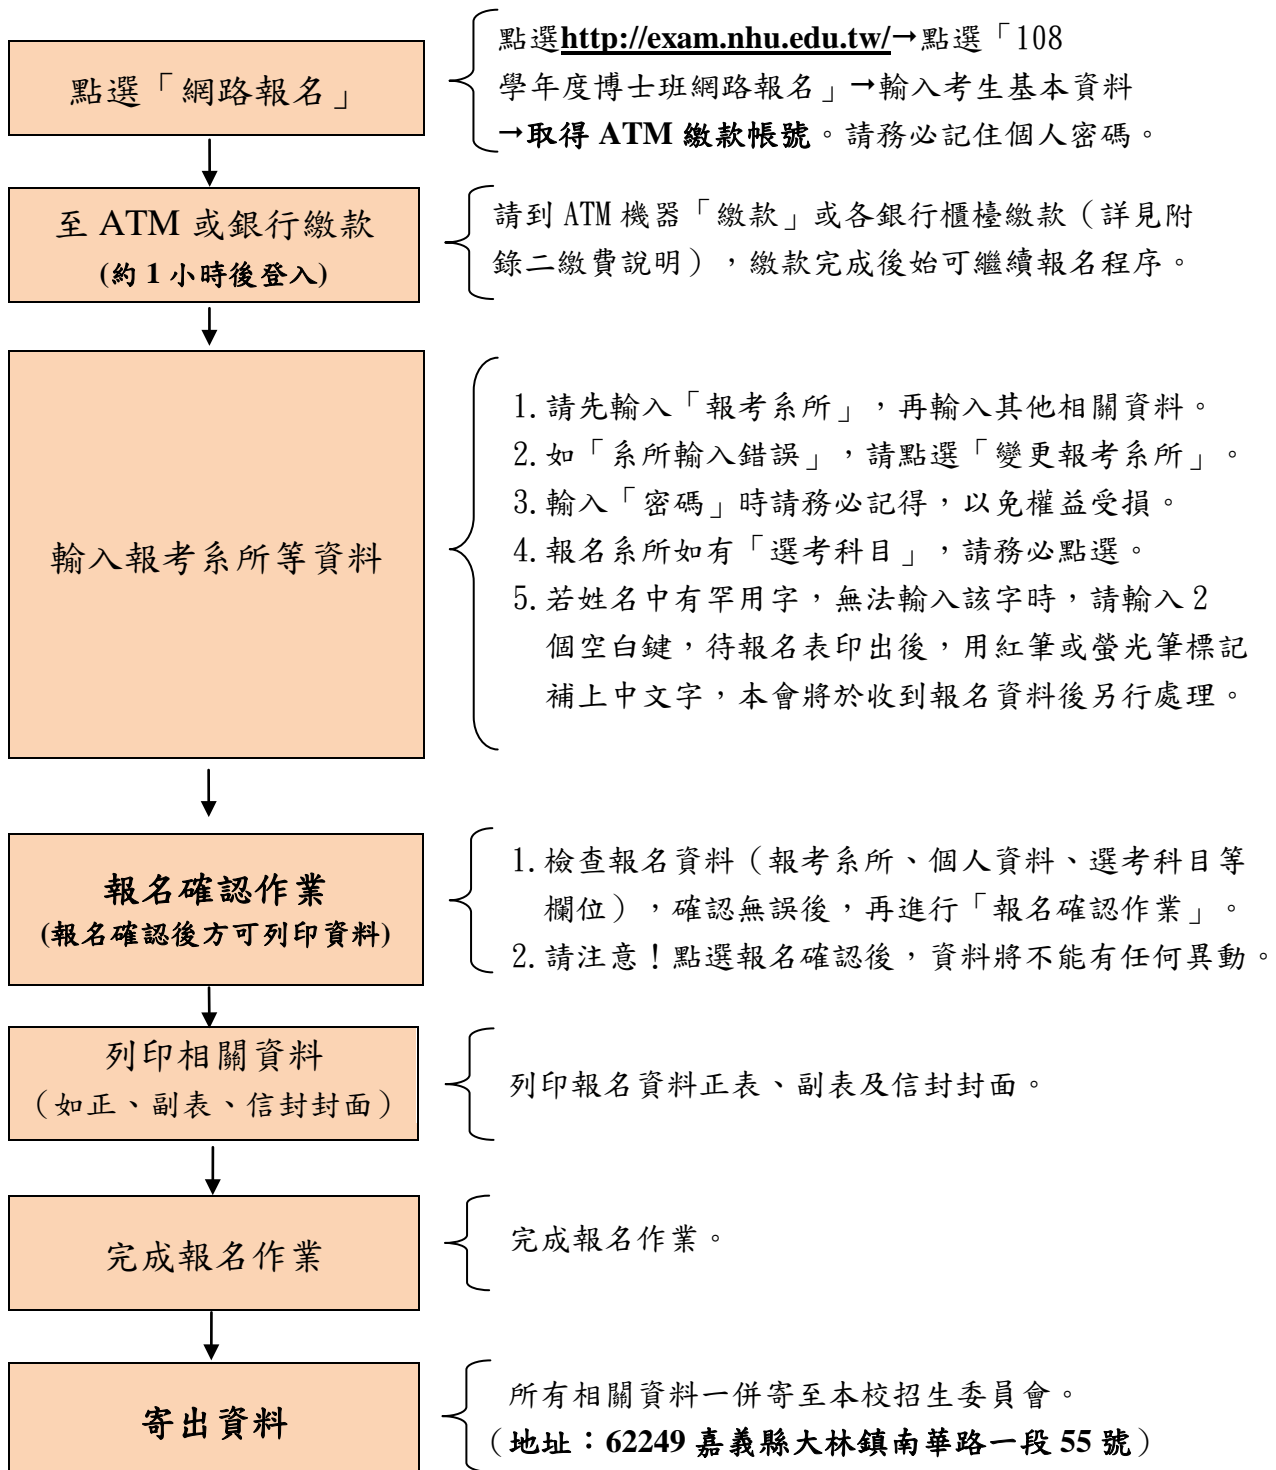 點選「網路報名」
點選http://exam.nhu.edu.tw/→點選「108
學年度博士班網路報名」→輸入考生基本資料
→取得 ATM 繳款帳號。請務必記住個人密碼。
至 ATM 或銀行繳款
(約 1 小時後登入)
請到 ATM 機器「繳款」或各銀行櫃檯繳款（詳見附
錄二繳費說明），繳款完成後始可繼續報名程序。
輸入報考系所等資料
1.請先輸入「報考系所」，再輸入其他相關資料。
2.如「系所輸入錯誤」，請點選「變更報考系所」。
3.輸入「密碼」時請務必記得，以免權益受損。
4.報名系所如有「選考科目」，請務必點選。
5.若姓名中有罕用字，無法輸入該字時，請輸入 2
個空白鍵，待報名表印出後，用紅筆或螢光筆標記
補上中文字，本會將於收到報名資料後另行處理。
報名確認作業
(報名確認後方可列印資料)
1.檢查報名資料（報考系所、個人資料、選考科目等
欄位），確認無誤後，再進行「報名確認作業」。
2.請注意！點選報名確認後，資料將不能有任何異動。
列印相關資料
（如正、副表、信封封面）
列印報名資料正表、副表及信封封面。
完成報名作業
完成報名作業。
寄出資料
所有相關資料一併寄至本校招生委員會。
（地址：62249 嘉義縣大林鎮南華路一段 55 號）